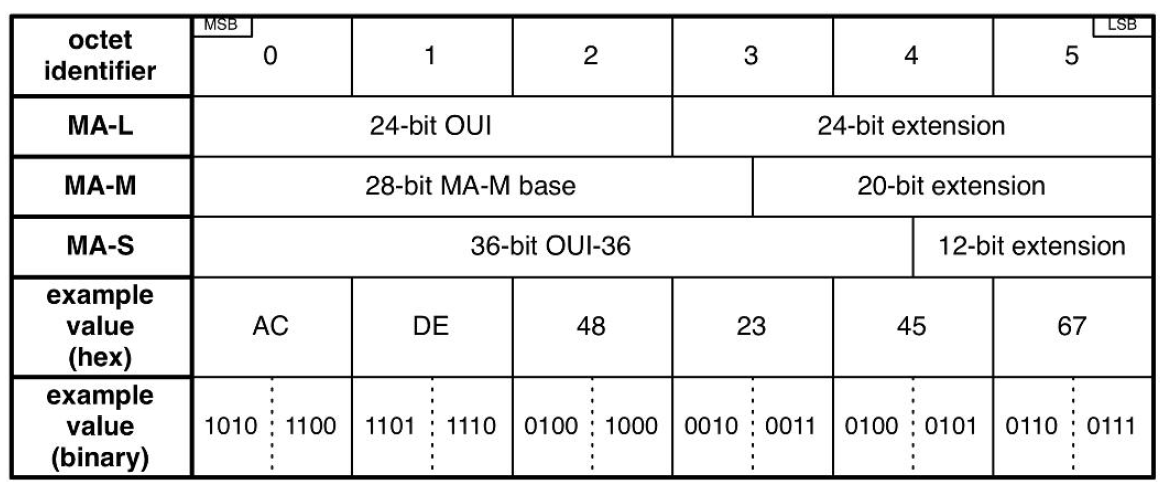 octet identifier MSB 0 1 2 3 4 5 LSB
MA-L 24-bit OUI 24-bit extension
MA-M 28-bit MA-M base 20-bit extension
MA-S 36-bit OUI-36 12-bit extension
example value (hex) AC DE 48 23 45 67
example value (binary) 1010 1100 1101 1110 0100 1000 0010 0011 0100 0101 0110 0111